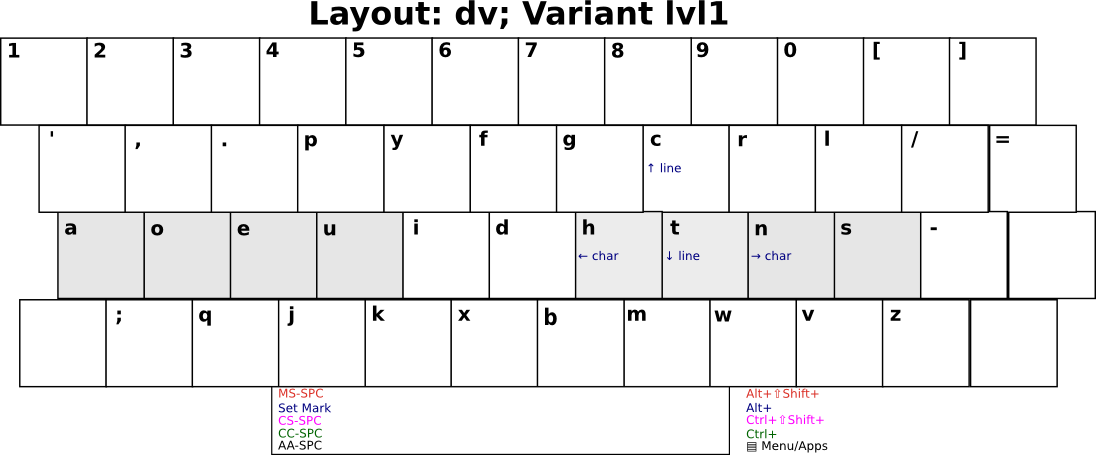 Layout: dv; Variant lvl1
1 2 3 4 5 6 7 8 9 0 [ ]
' , . p y f g c r l / =
↑ line
a o e u i d h t n s -
← char ↓ line → char
; q j k x b m w v z
MS-SPC Alt+⇧Shift+
Set Mark Alt+
CS-SPC Ctrl+⇧Shift+
CC-SPC Ctrl+
AA-SPC ▤ Menu/Apps